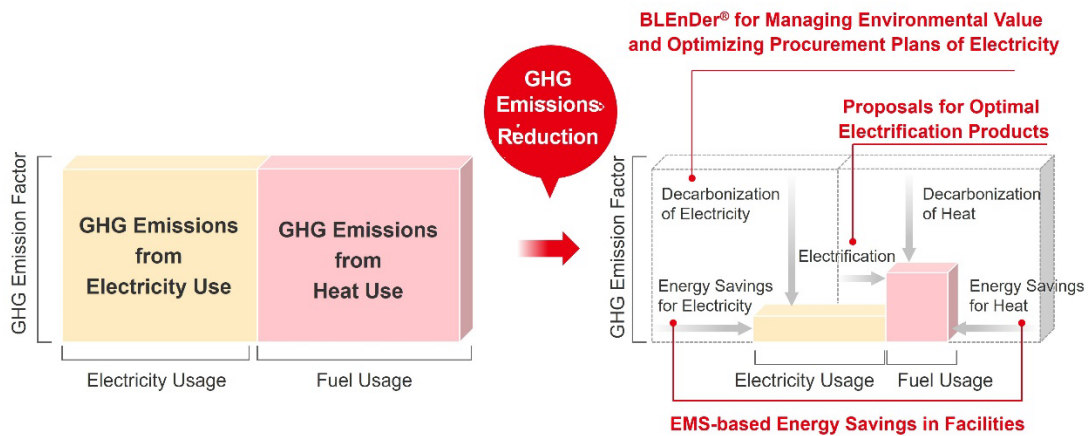 BLEnDer® for Managing Environmental Value
and Optimizing Procurement Plans of Electricity
GHG
Emissions
Reduction
Proposals for Optimal
Electrification Products
GHG Emission Factor
GHG Emissions
from
Electricity Use
GHG Emissions
from
Heat Use
Electricity Usage
Fuel Usage
GHG Emission Factor
Decarbonization
of Electricity
Decarbonization
of Heat
Electrification
Energy Savings
for Electricity
Energy Savings
for Heat
Electricity Usage
Fuel Usage
EMS-based Energy Savings in Facilities